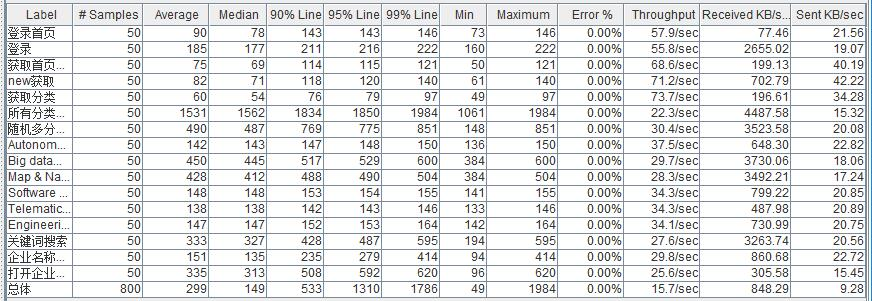 Label # Samples Average Median 90% Line 95% Line 99% Line Min Maximum Error % Throughput Received KB/s... Sent KB/sec
登录首页 50 90 78 143 143 146 73 146 0.00% 57.9/sec 77.46 21.56
登录 50 185 177 211 216 222 160 222 0.00% 55.8/sec 2655.02 19.07
获取首页... 50 75 69 114 115 121 50 121 0.00% 68.6/sec 199.13 40.19
new获取 50 82 71 118 120 140 61 140 0.00% 71.2/sec 702.79 42.22
获取分类 50 60 54 76 79 97 49 97 0.00% 73.7/sec 196.61 34.28
所有分类... 50 1531 1562 1834 1850 1984 1061 1984 0.00% 22.3/sec 4487.58 15.32
随机多分... 50 490 487 769 775 851 148 851 0.00% 30.4/sec 3523.58 20.08
Autonom... 50 142 143 147 148 150 136 150 0.00% 37.5/sec 648.30 22.82
Big data... 50 450 445 517 529 600 384 600 0.00% 29.7/sec 3730.06 18.06
Map & Na... 50 428 412 488 490 504 384 504 0.00% 28.3/sec 3492.21 17.24
Software ... 50 148 148 153 154 155 141 155 0.00% 34.3/sec 799.22 20.85
Telematic... 50 138 138 142 143 146 133 146 0.00% 34.3/sec 487.98 20.89
Engineeri... 50 147 147 152 153 164 142 164 0.00% 34.1/sec 730.99 20.75
关键词搜索 50 333 327 428 487 595 194 595 0.00% 27.6/sec 3263.74 20.56
企业名称... 50 151 135 235 279 414 94 414 0.00% 29.8/sec 860.68 22.72
打开企业... 50 335 313 508 592 620 96 620 0.00% 25.6/sec 305.58 15.45
总体 800 299 149 533 1310 1786 49 1984 0.00% 15.7/sec 848.29 9.28